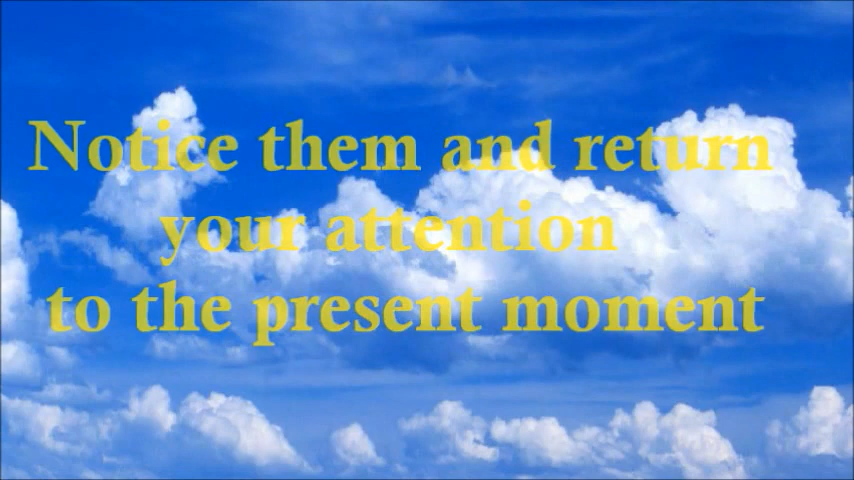 Notice them and return
your attention
to the present moment